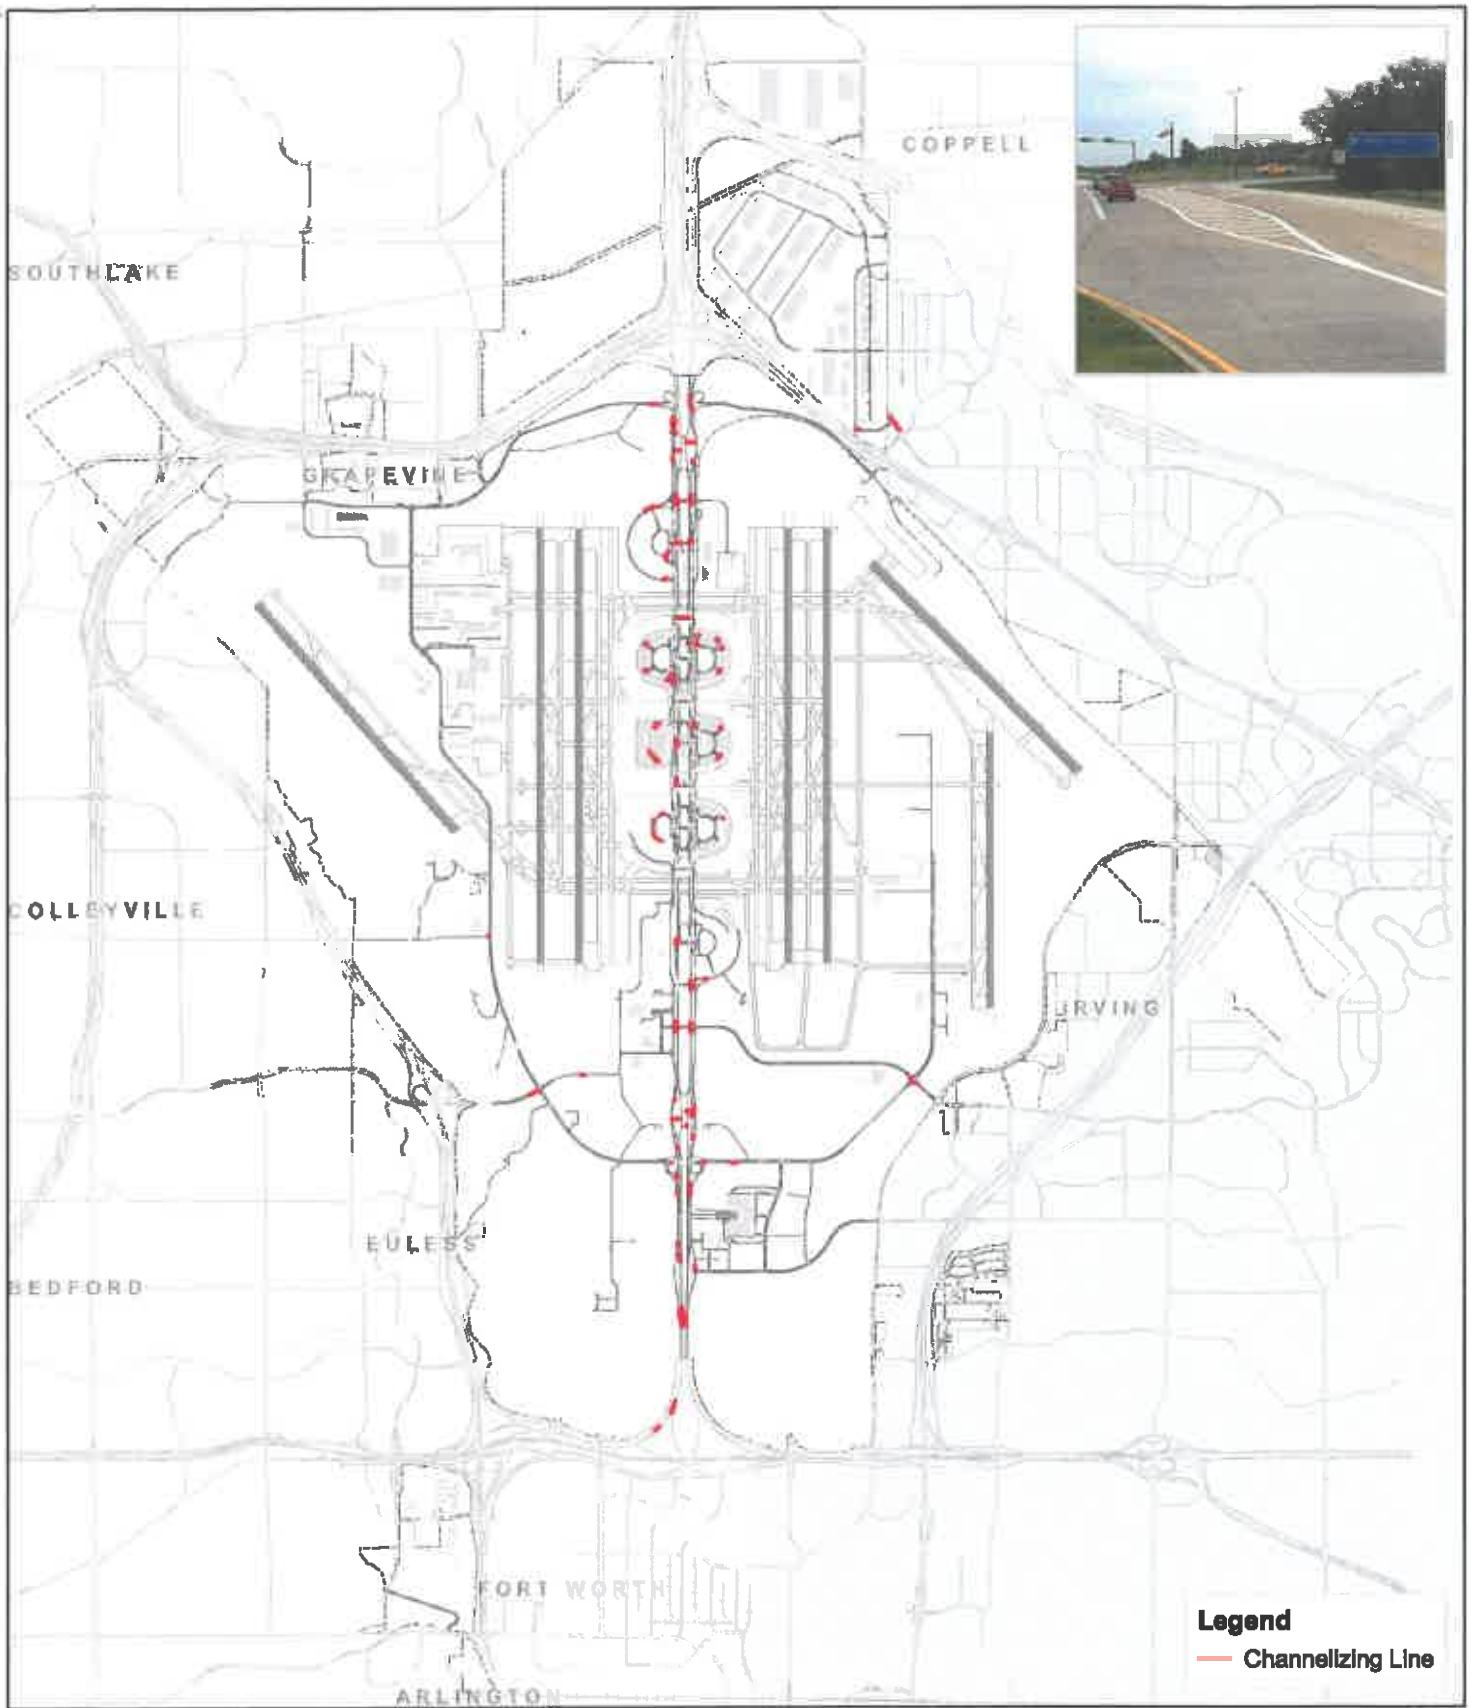 COPPELL
SOUTHLAKE
GRAPEVINE
COLLEYVILLE
IRVING
EULESS
BEDFORD
FORT WORTH
Legend
Channelizing Line
ARLINGTON